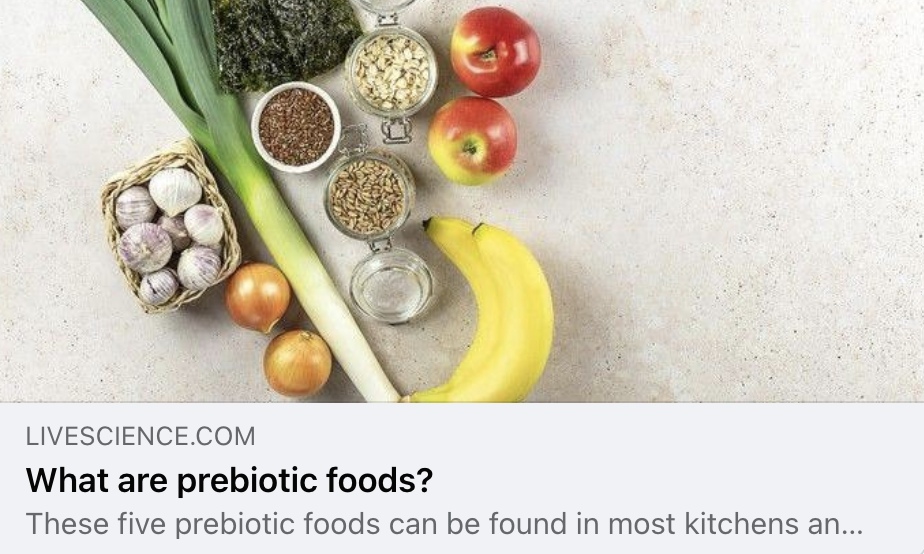 LIVESCIENCE.COM
What are prebiotic foods?
These five prebiotic foods can be found in most kitchens an...